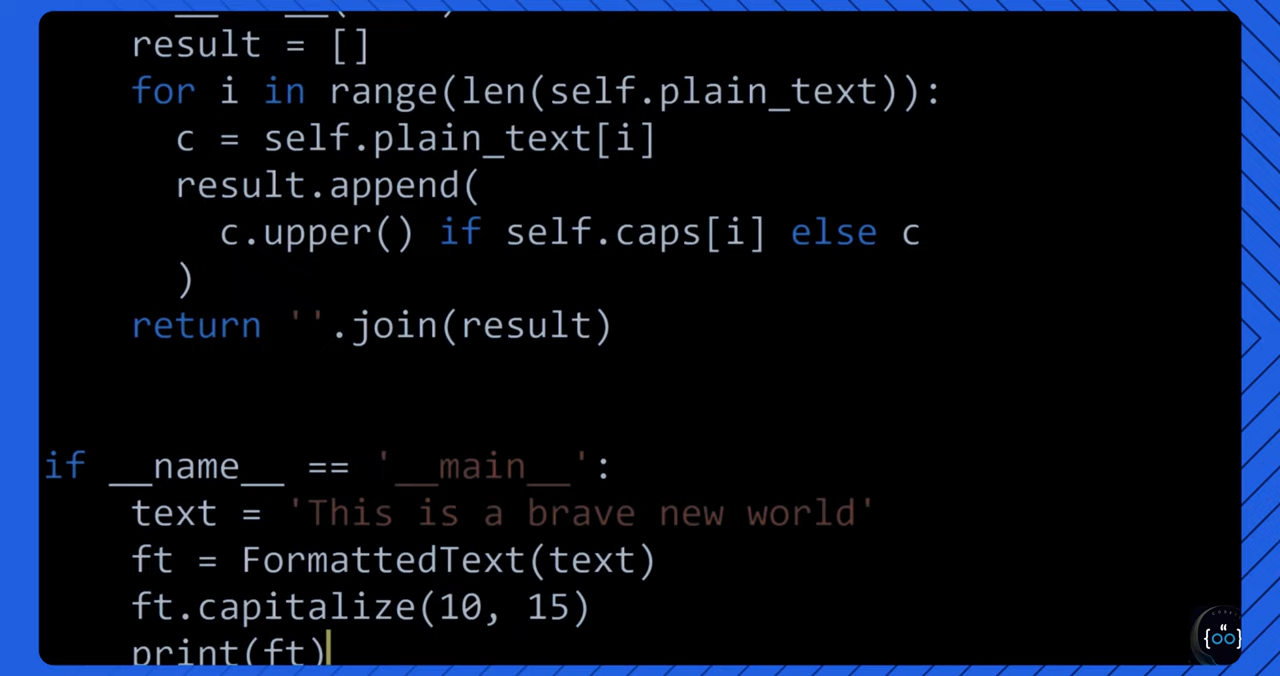 result = []
for i in range(len(self.plain_text)):
c = self.plain_text[i]
result.append(
c.upper() if self.caps[i] else c
)
return ''.join(result)
if __name__ == '__main__':
text = 'This is a brave new world'
ft = FormattedText(text)
ft.capitalize(10, 15)
print(ft)